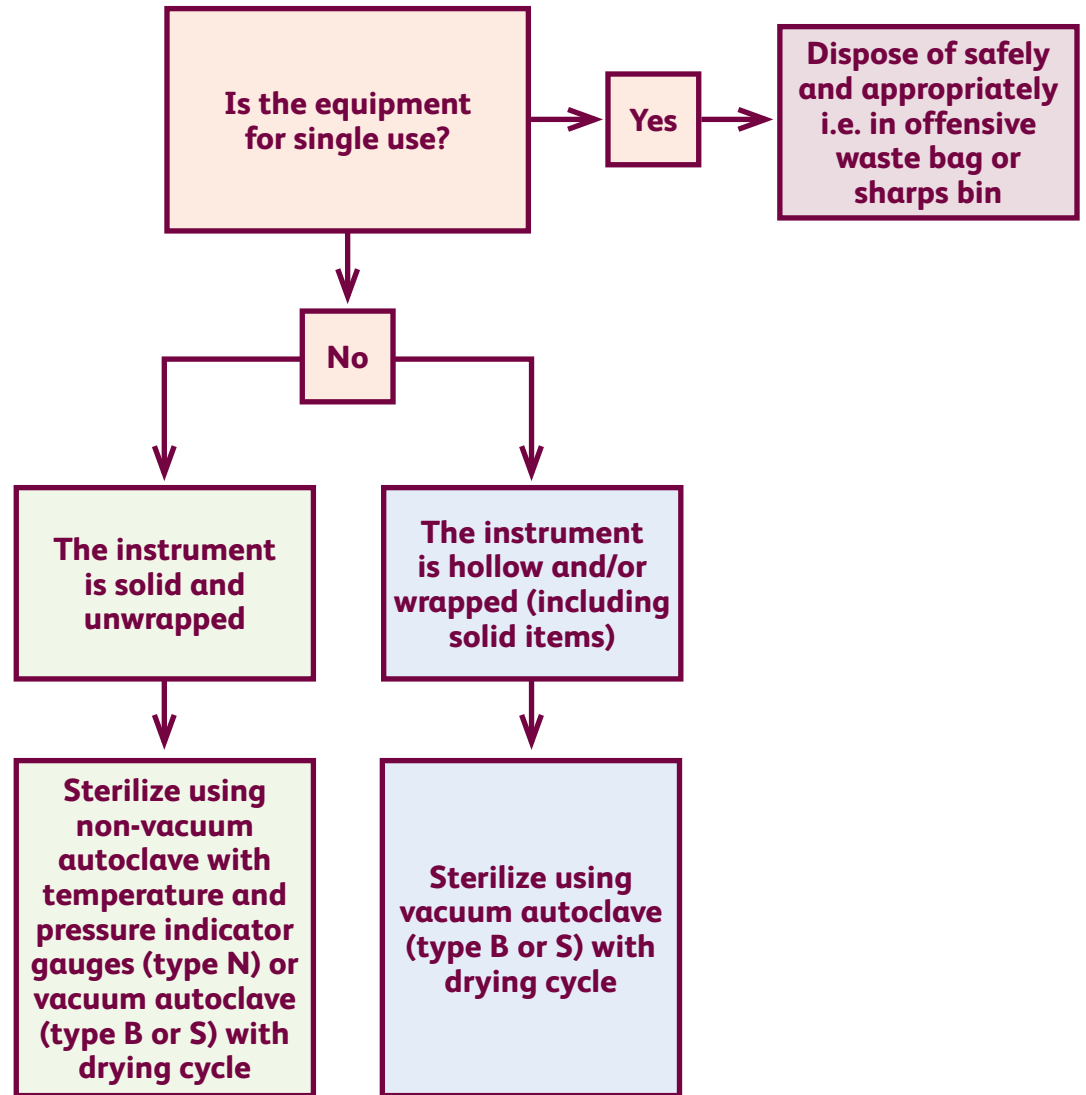 Is the equipment
for single use?
Yes
Dispose of safely
and appropriately
i.e. in offensive
waste bag or
sharps bin
No
The instrument
is solid and
unwrapped
The instrument
is hollow and/or
wrapped (including
solid items)
Sterilize using
non-vacuum
autoclave with
temperature and
pressure indicator
gauges (type N) or
vacuum autoclave
(type B or S) with
drying cycle
Sterilize using
vacuum autoclave
(type B or S) with
drying cycle